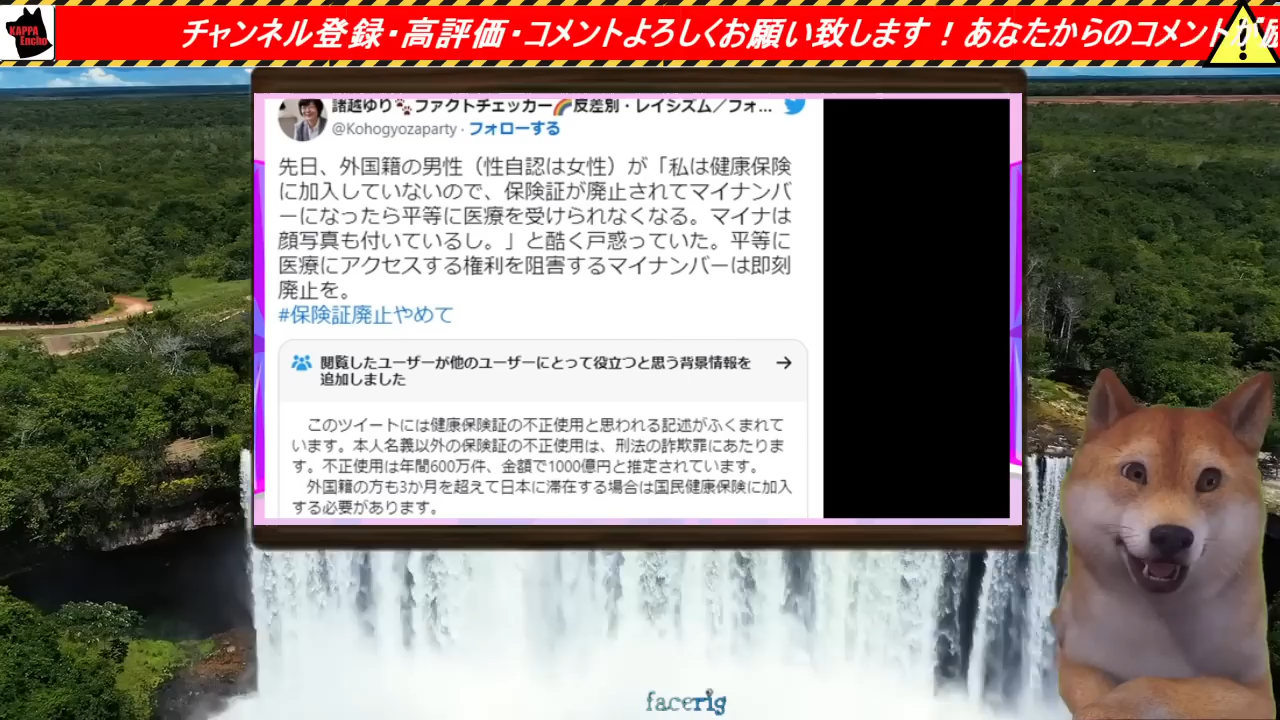 KAPPA
Encho
チャンネル登録・高評価・コメントよろしくお願い致します！あなたからのコメントが
諸越ゆり🐾ファクトチェッカー🌈反差別・レイシズム／フォ...
@Kohogyozaparty · フォローする
先日、外国籍の男性（性自認は女性）が「私は健康保険
に加入していないので、保険証が廃止されてマイナンバ
ーになったら平等に医療を受けられなくなる。マイナは
顔写真も付いているし。」と酷く戸惑っていた。平等に
医療にアクセスする権利を阻害するマイナンバーは即刻
廃止を。
#保険証廃止やめて
閲覧したユーザーが他のユーザーにとって役立つと思う背景情報を
追加しました
このツイートには健康保険証の不正使用と思われる記述がふくまれて
います。本人名義以外の保険証の不正使用は、刑法の詐欺罪にあたりま
す。不正使用は年間600万件、金額で1000億円と推定されています。
外国籍の方も3か月を超えて日本に滞在する場合は国民健康保険に加入
する必要があります。
facerig